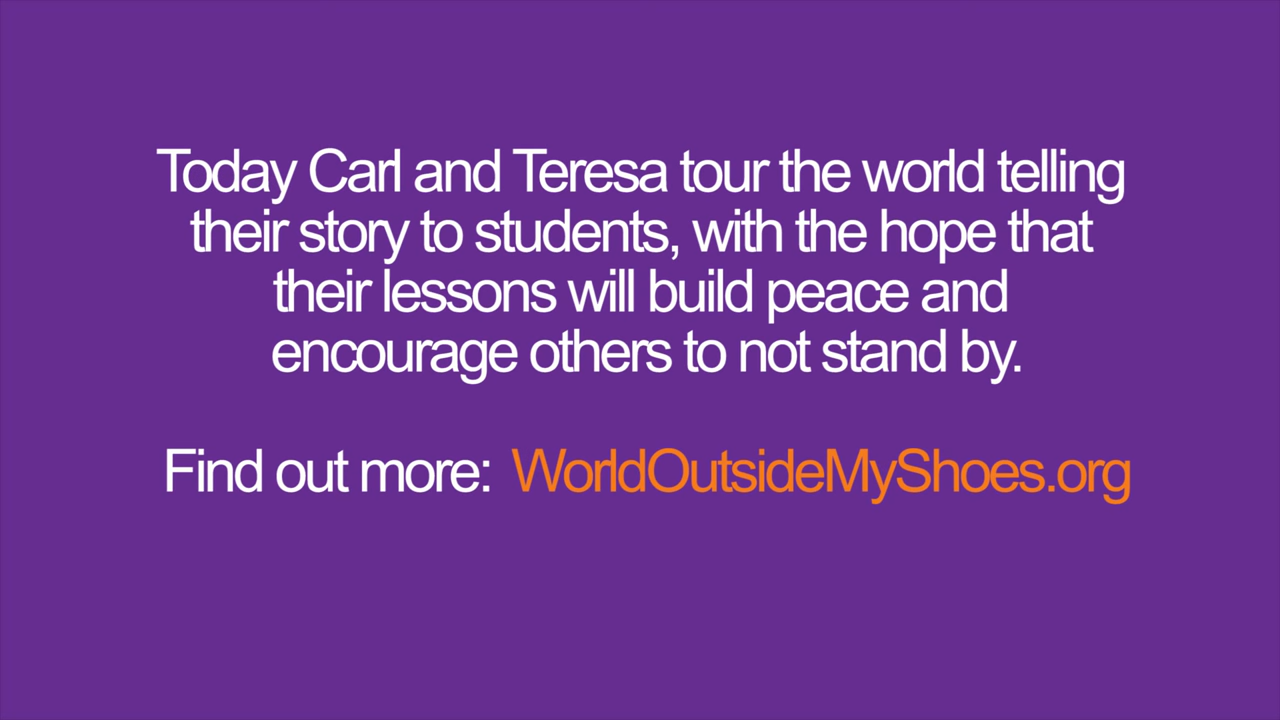 Today Carl and Teresa tour the world telling
their story to students, with the hope that
their lessons will build peace and
encourage others to not stand by.
Find out more: WorldOutsideMyShoes.org